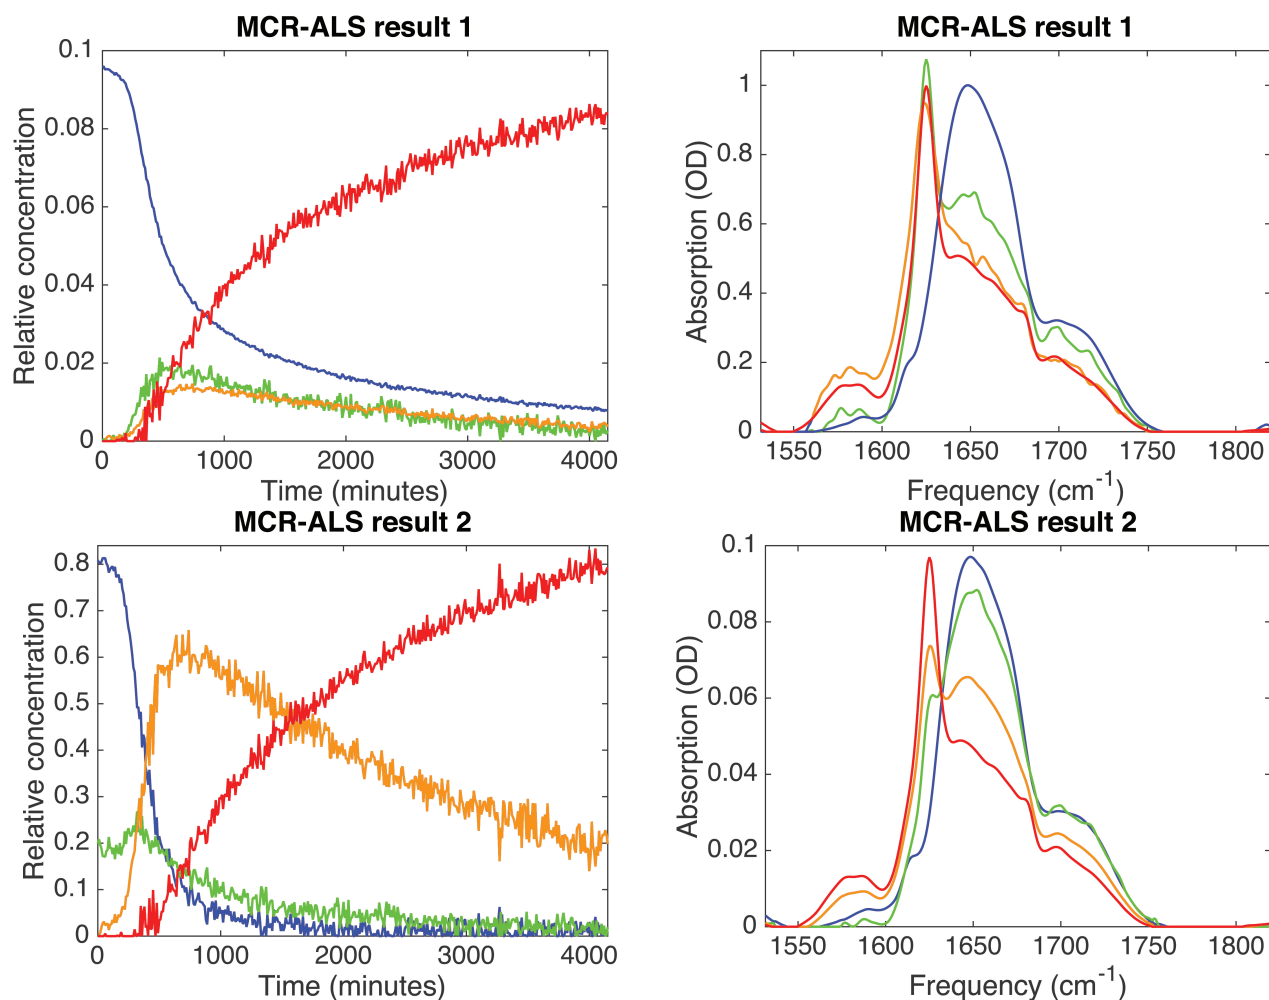 MCR-ALS result 1
Relative concentration
0.1
0.08
0.06
0.04
0.02
0
0 1000 2000 3000 4000
Time (minutes)
MCR-ALS result 1
Absorption (OD)
1
0.8
0.6
0.4
0.2
0
1550 1600 1650 1700 1750 1800
Frequency (cm-1)
MCR-ALS result 2
Relative concentration
0.8
0.7
0.6
0.5
0.4
0.3
0.2
0.1
0
0 1000 2000 3000 4000
Time (minutes)
MCR-ALS result 2
Absorption (OD)
0.1
0.08
0.06
0.04
0.02
0
1550 1600 1650 1700 1750 1800
Frequency (cm-1)